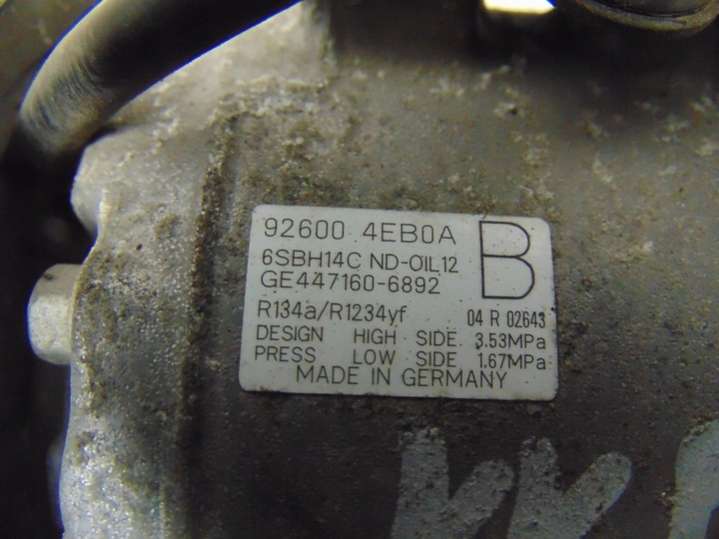 92600 4EB0A
B
6SBH14C ND-OIL12
GE447160-6892
R134a/R1234yf
04 R 02643
DESIGN HIGH SIDE 3.53MPa
PRESS LOW SIDE 1.67MPa
MADE IN GERMANY